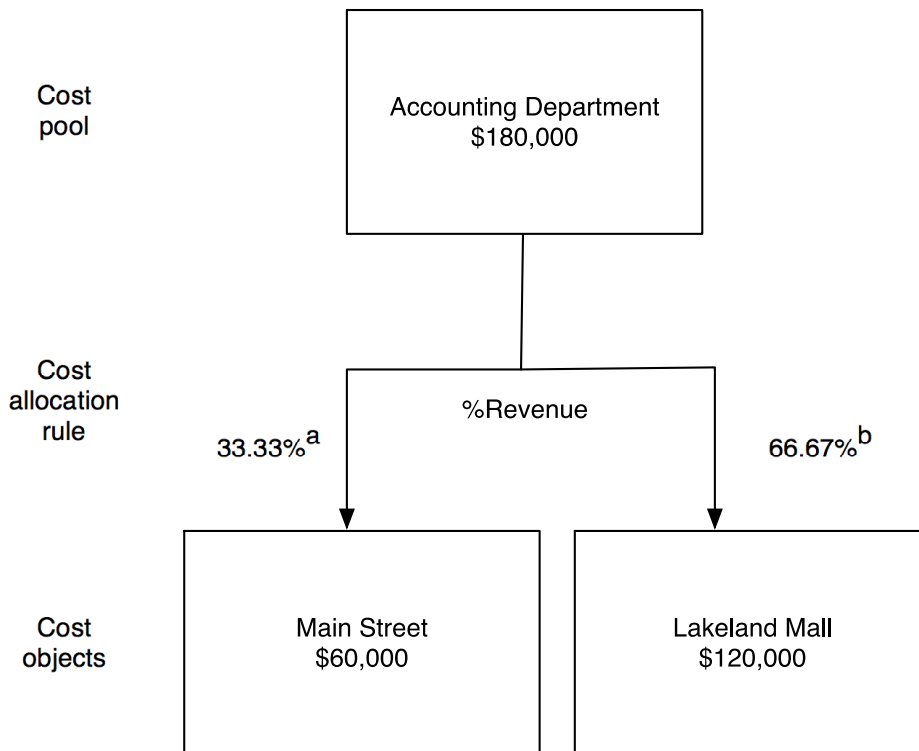 Cost
pool
Accounting Department
$180,000
Cost
allocation
rule
%Revenue
33.33%a
66.67%b
Cost
objects
Main Street
$60,000
Lakeland Mall
$120,000